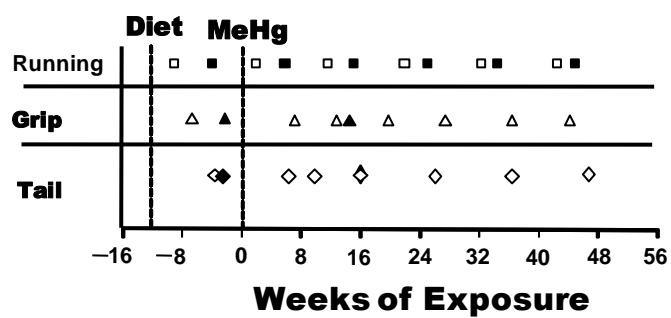 Diet MeHg
Running
Grip
Tail
−16 −8 0 8 16 24 32 40 48 56
Weeks of Exposure